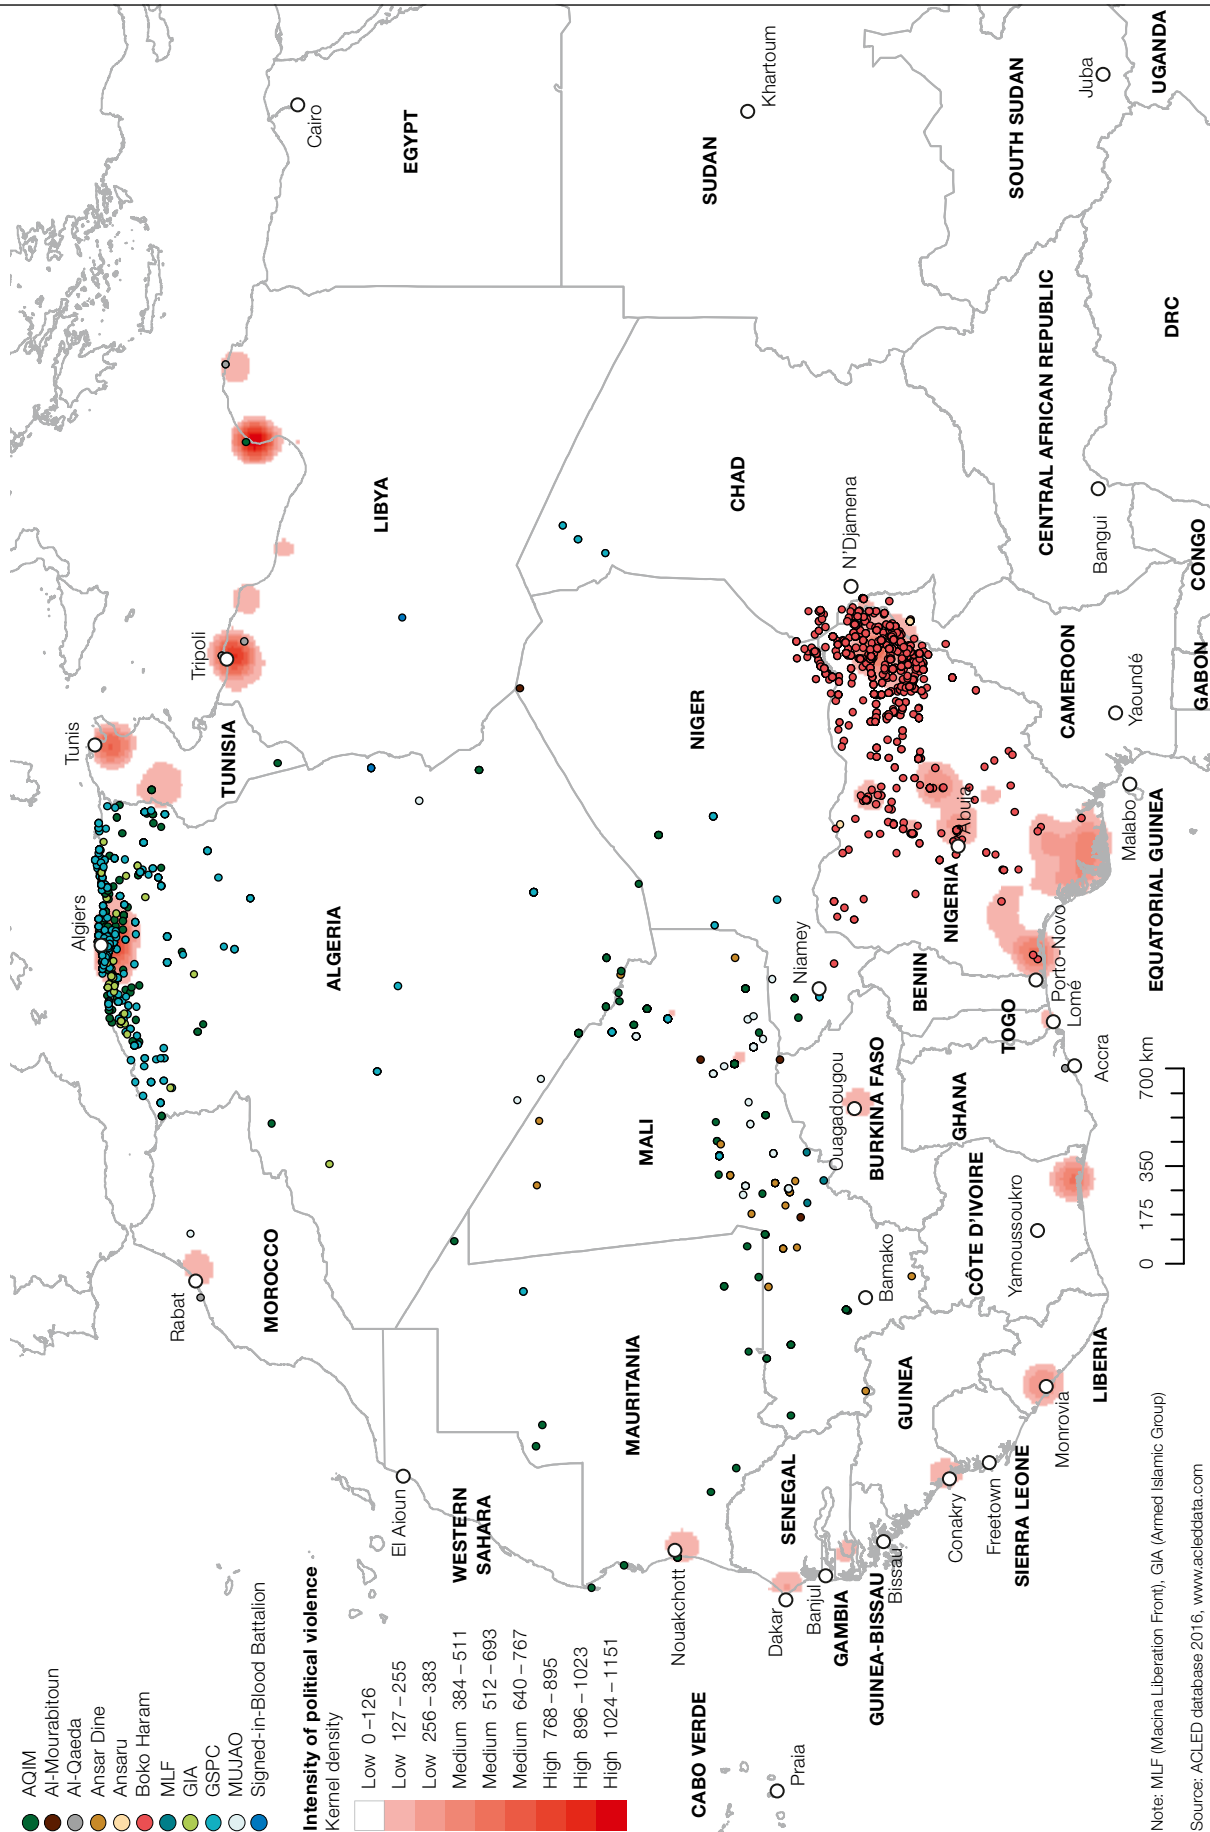 AQIM
Al-Mourabitoun
Al-Qaeda
Ansar Dine
Ansaru
Boko Haram
MLF
GIA
GSPC
MUJAO
Signed-in-Blood Battalion
Intensity of political violence
Kernel density
Low 0–126
Low 127–255
Low 256–383
Medium 384–511
Medium 512–693
Medium 640–767
High 768–895
High 896–1023
High 1024–1151
Rabat
Algiers
Tunis
Tripoli
Cairo
MOROCCO
TUNISIA
ALGERIA
LIBYA
EGYPT
El Aioun
WESTERN
SAHARA
MAURITANIA
MALI
NIGER
CHAD
SUDAN
Khartoum
Nouakchott
CABO VERDE
Praia
Dakar
SENEGAL
Banjul
GAMBIA
GUINEA-BISSAU
Bissau
Bamako
Ouagadougou
BURKINA FASO
Niamey
N'Djamena
GUINEA
Conakry
Freetown
SIERRA LEONE
Monrovia
LIBERIA
CÔTE D'IVOIRE
Yamoussoukro
GHANA
Accra
TOGO
Lomé
BENIN
Porto-Novo
NIGERIA
Abuja
CAMEROON
Yaoundé
Malabo
EQUATORIAL GUINEA
GABON
CONGO
CENTRAL AFRICAN REPUBLIC
Bangui
DRC
SOUTH SUDAN
Juba
UGANDA
0 175 350 700 km
Note: MLF (Macina Liberation Front), GIA (Armed Islamic Group)
Source: ACLED database 2016, www.acleddata.com